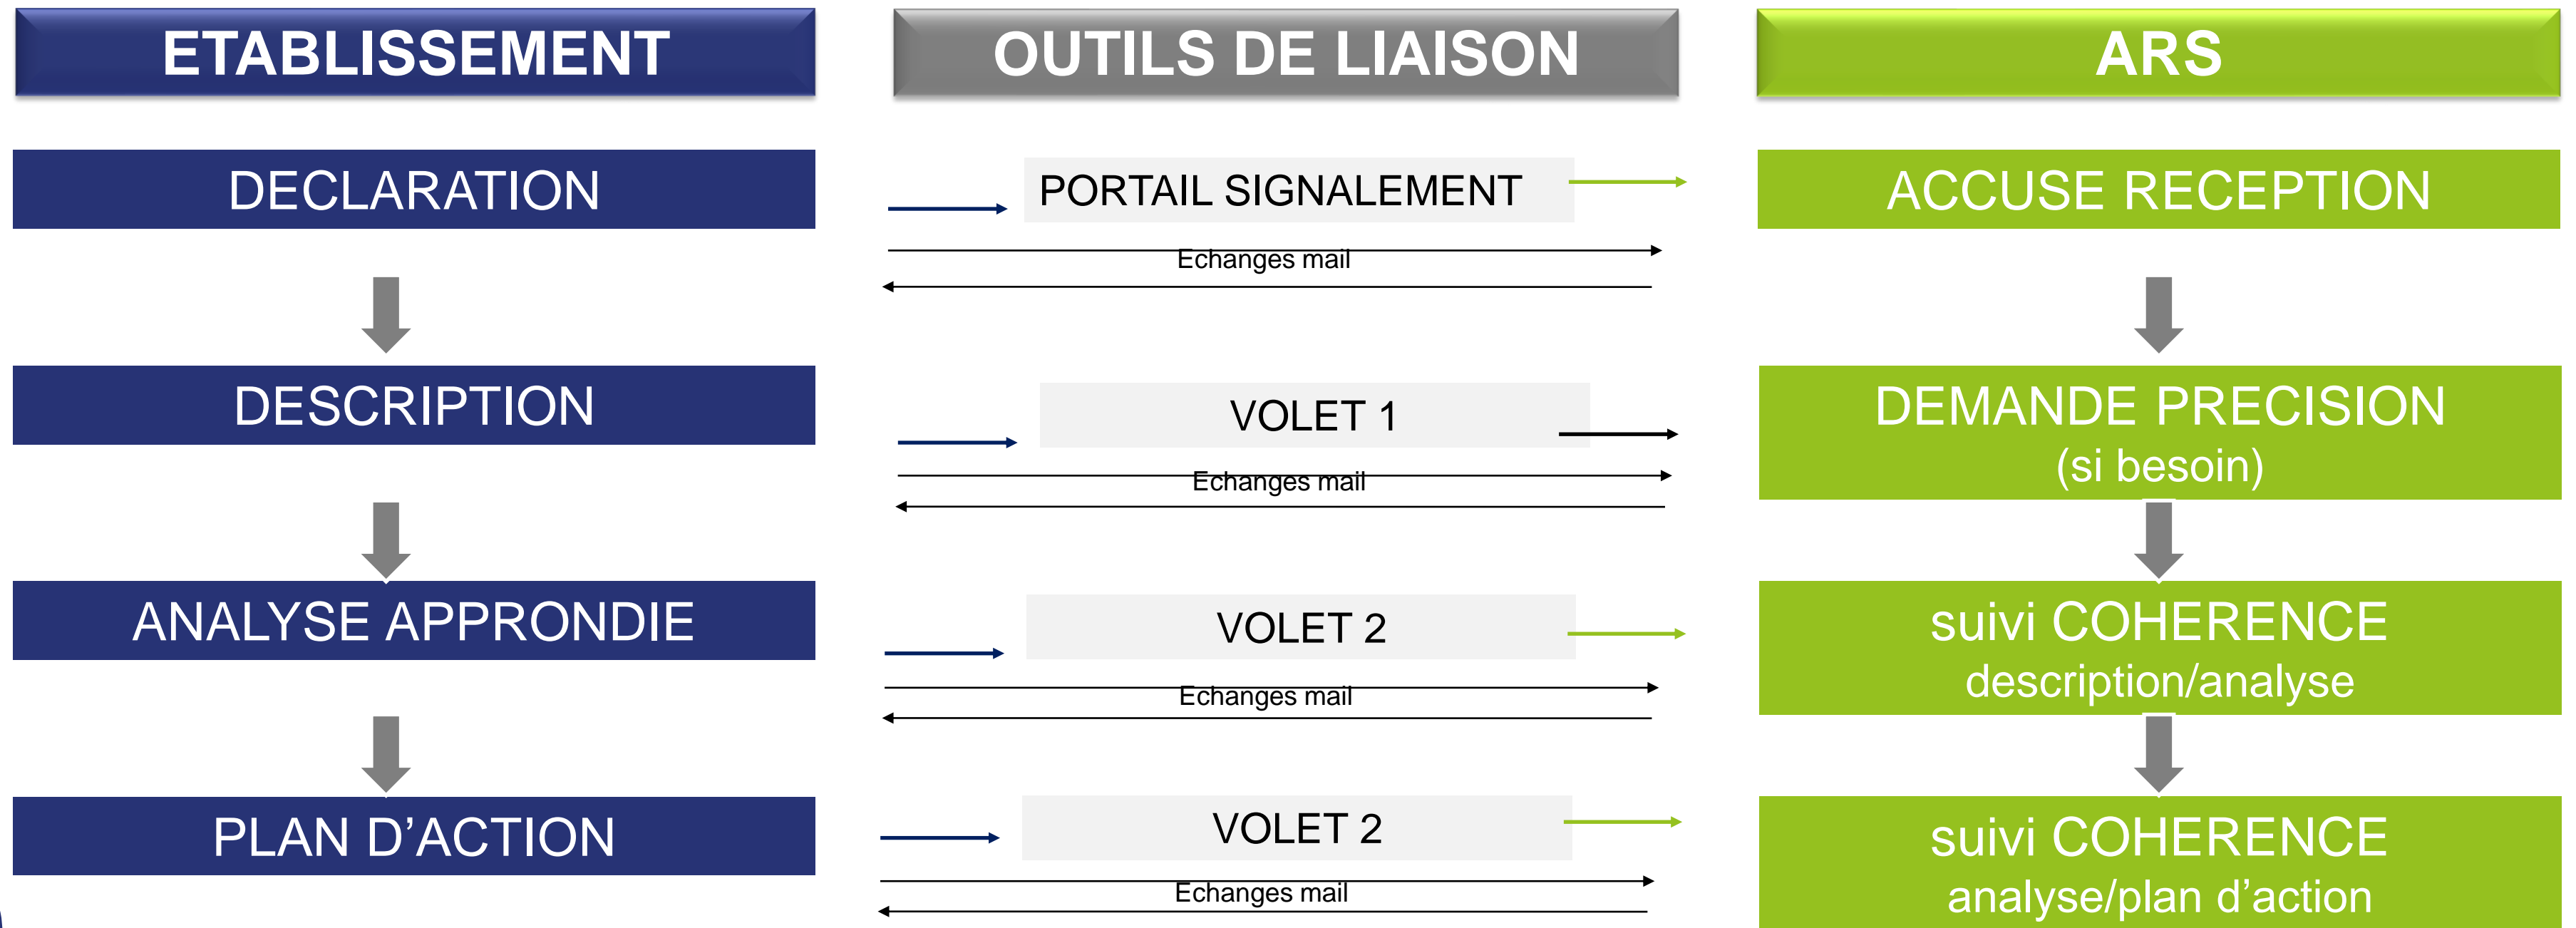 ETABLISSEMENT
OUTILS DE LIAISON
ARS
DECLARATION
PORTAIL SIGNALEMENT
ACCUSE RECEPTION
Echanges mail
DESCRIPTION
VOLET 1
DEMANDE PRECISION
(si besoin)
Echanges mail
ANALYSE APPRONDIE
VOLET 2
suivi COHERENCE
description/analyse
Echanges mail
PLAN D’ACTION
VOLET 2
suivi COHERENCE
analyse/plan d’action
Echanges mail